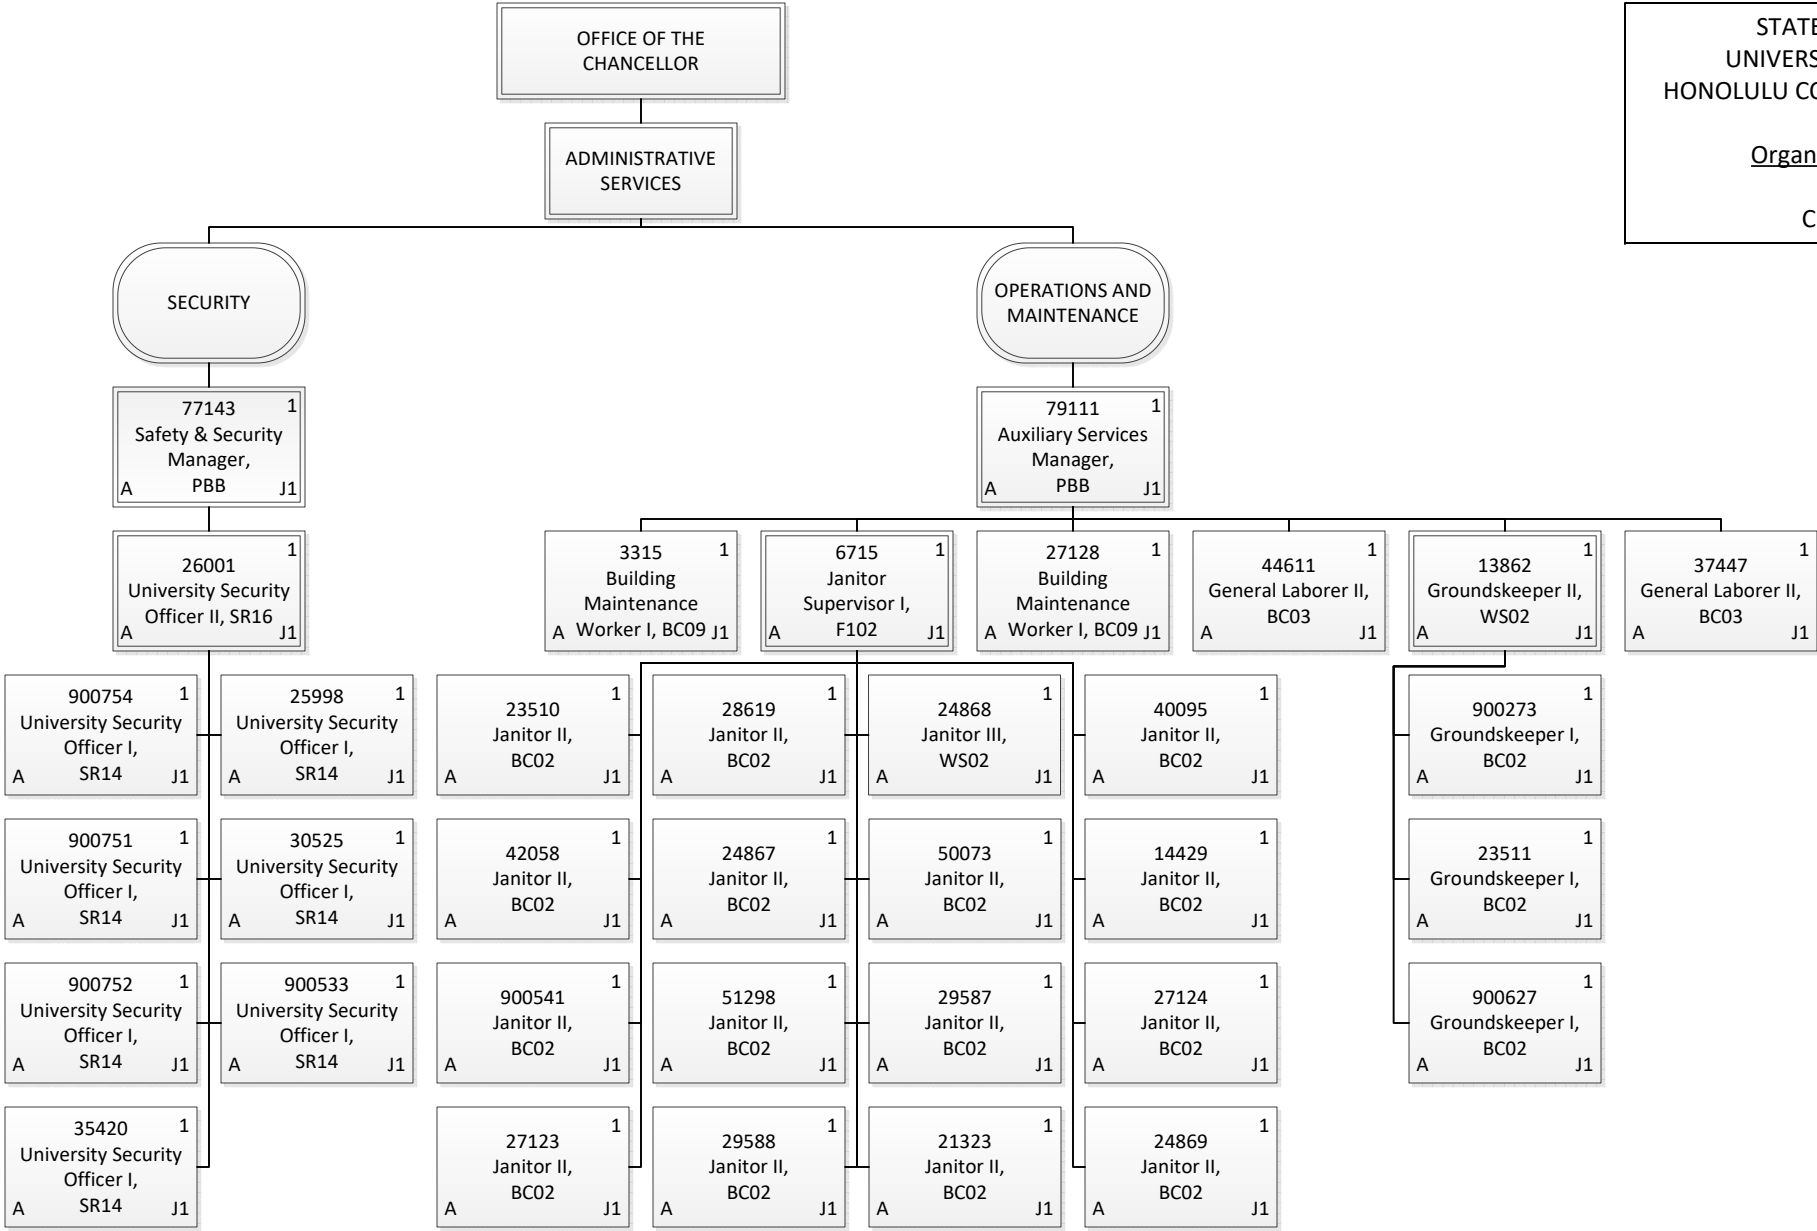 OFFICE OF THE
CHANCELLOR
STATE
UNIVERS
HONOLULU CO
Organ
C
ADMINISTRATIVE
SERVICES
SECURITY
OPERATIONS AND
MAINTENANCE
77143 1
Safety & Security
Manager,
A PBB J1
79111 1
Auxiliary Services
Manager,
A PBB J1
26001 1
University Security
Officer II, SR16
A J1
3315 1
Building
Maintenance
A Worker I, BC09 J1
6715 1
Janitor
Supervisor I,
A F102 J1
27128 1
Building
Maintenance
A Worker I, BC09 J1
44611 1
General Laborer II,
BC03
A J1
13862 1
Groundskeeper II,
WS02
A J1
37447 1
General Laborer II,
BC03
A J1
900754 1
University Security
Officer I,
A SR14 J1
25998 1
University Security
Officer I,
A SR14 J1
23510 1
Janitor II,
BC02
A J1
28619 1
Janitor II,
BC02
A J1
24868 1
Janitor III,
WS02
A J1
40095 1
Janitor II,
BC02
A J1
900273 1
Groundskeeper I,
BC02
A J1
900751 1
University Security
Officer I,
A SR14 J1
30525 1
University Security
Officer I,
A SR14 J1
42058 1
Janitor II,
BC02
A J1
24867 1
Janitor II,
BC02
A J1
50073 1
Janitor II,
BC02
A J1
14429 1
Janitor II,
BC02
A J1
23511 1
Groundskeeper I,
BC02
A J1
900752 1
University Security
Officer I,
A SR14 J1
900533 1
University Security
Officer I,
A SR14 J1
900541 1
Janitor II,
BC02
A J1
51298 1
Janitor II,
BC02
A J1
29587 1
Janitor II,
BC02
A J1
27124 1
Janitor II,
BC02
A J1
900627 1
Groundskeeper I,
BC02
A J1
35420 1
University Security
Officer I,
A SR14 J1
27123 1
Janitor II,
BC02
A J1
29588 1
Janitor II,
BC02
A J1
21323 1
Janitor II,
BC02
A J1
24869 1
Janitor II,
BC02
A J1